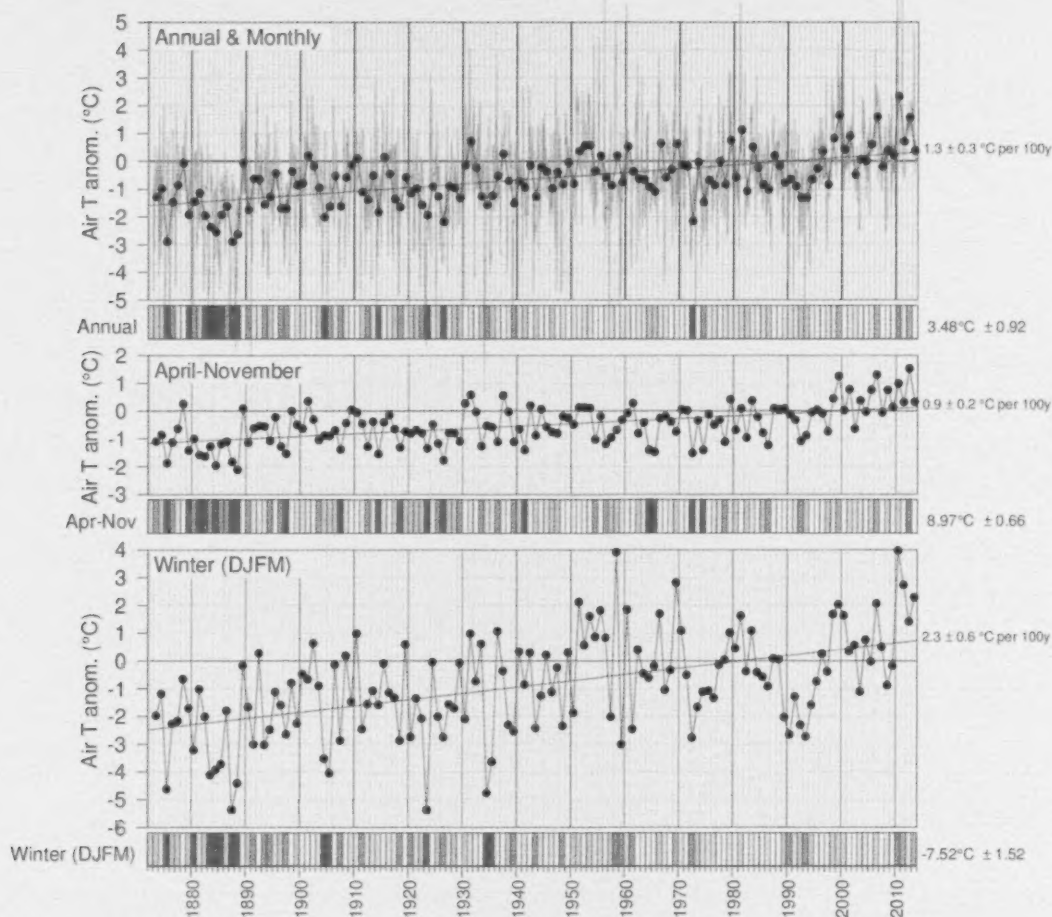 5
Annual & Monthly
4
3
2
1
0
-1
-2
-3
-4
-5
Air T anom. (°C)
1.3 ± 0.3 °C per 100y
Annual
3.48°C ± 0.92
2
April-November
1
0
-1
-2
-3
Air T anom. (°C)
0.9 ± 0.2 °C per 100y
Apr-Nov
8.97°C ± 0.66
4
Winter (DJFM)
3
2
1
0
-1
-2
-3
-4
-5
-6
Air T anom. (°C)
2.3 ± 0.6 °C per 100y
Winter (DJFM)
-7.52°C ± 1.52
1880 1890 1900 1910 1920 1930 1940 1950 1960 1970 1980 1990 2000 2010